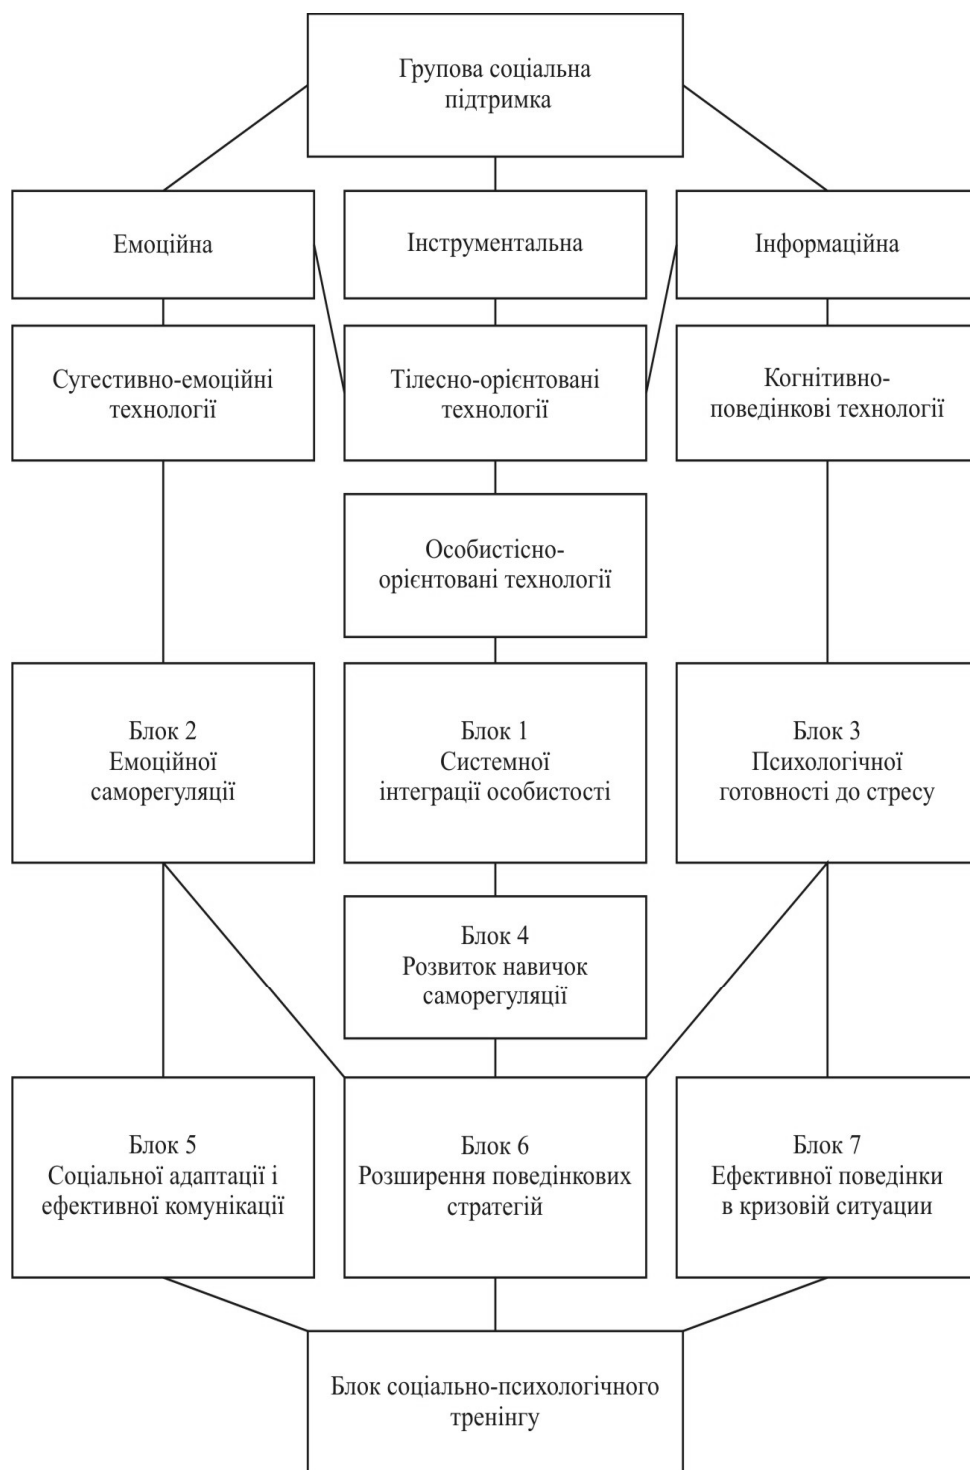 Групова соціальна
підтримка
Емоційна
Інструментальна
Інформаційна
Сугестивно-емоційні
технології
Тілесно-орієнтовані
технології
Когнітивно-
поведінкові технології
Особистісно-
орієнтовані технології
Блок 2
Емоційної
саморегуляції
Блок 1
Системної
інтеграції особистості
Блок 3
Психологічної
готовності до стресу
Блок 4
Розвиток навичок
саморегуляції
Блок 5
Соціальної адаптації і
ефективної комунікації
Блок 6
Розширення поведінкових
стратегій
Блок 7
Ефективної поведінки
в кризовій ситуации
Блок соціально-психологічного
тренінгу